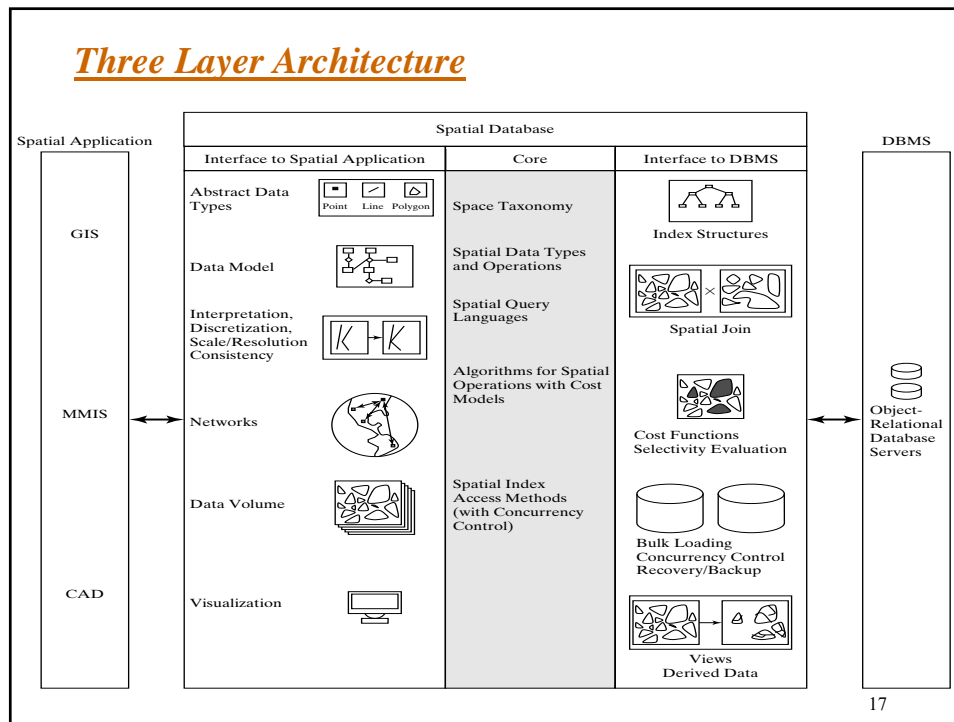 Three Layer Architecture
Spatial Application
Spatial Database
DBMS
Interface to Spatial Application
Core
Interface to DBMS
GIS
MMIS
CAD
Abstract Data
Types
Point Line Polygon
Data Model
Interpretation,
Discretization,
Scale/Resolution
Consistency
Networks
Data Volume
Visualization
Space Taxonomy
Spatial Data Types
and Operations
Spatial Query
Languages
Algorithms for Spatial
Operations with Cost
Models
Spatial Index
Access Methods
(with Concurrency
Control)
Index Structures
Spatial Join
Cost Functions
Selectivity Evaluation
Bulk Loading
Concurrency Control
Recovery/Backup
Views
Derived Data
Object-
Relational
Database
Servers
17